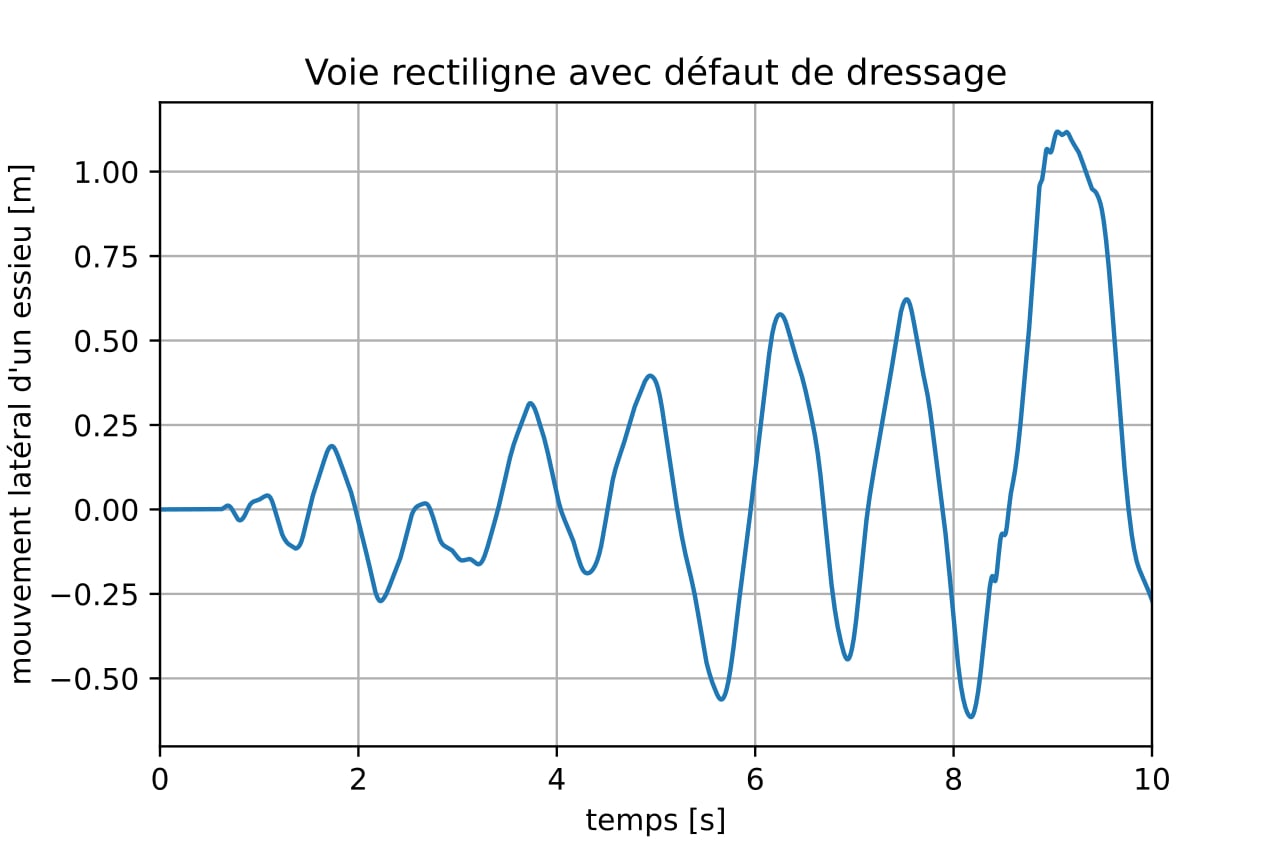 Voie rectiligne avec défaut de dressage
mouvement latéral d'un essieu [m]
1.00
0.75
0.50
0.25
0.00
−0.25
−0.50
0 2 4 6 8 10
temps [s]